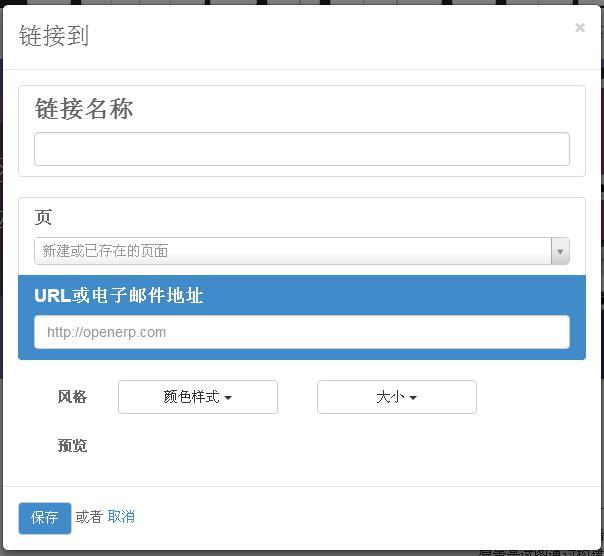 链接到
×
链接名称
页
新建或已存在的页面
URL或电子邮件地址
http://openerp.com
风格 颜色样式 大小
预览
保存 或者 取消